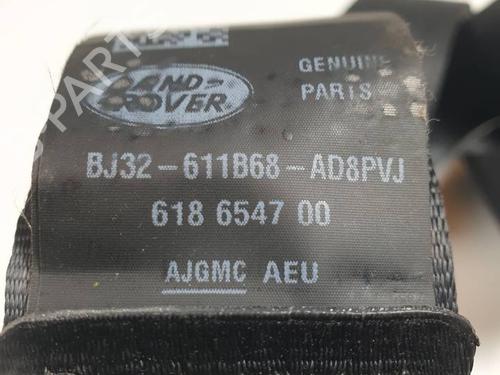 LAND-
ROVER
GENUINE
PARTS
BJ32-611B68-AD8PVJ
618 6547 00
AJGMC AEU